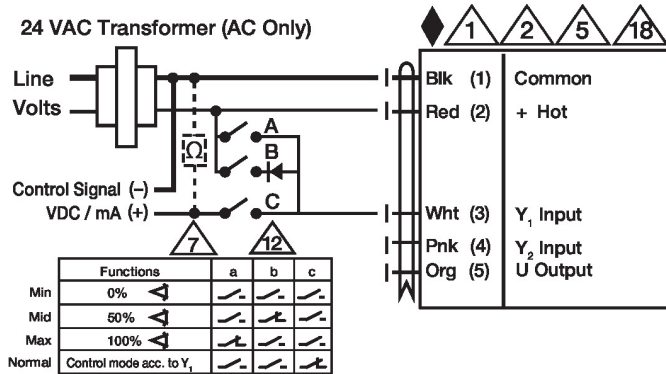 24 VAC Transformer (AC Only)
1 2 5 18
Line
Volts
Blk (1) Common
Red (2) + Hot
A
Ω
B
Control Signal (–)
VDC / mA (+)
C
Wht (3) Y₁ Input
Pnk (4) Y₂ Input
Org (5) U Output
7 12
Functions a b c
Min 0%
Mid 50%
Max 100%
Normal Control mode acc. to Y₁